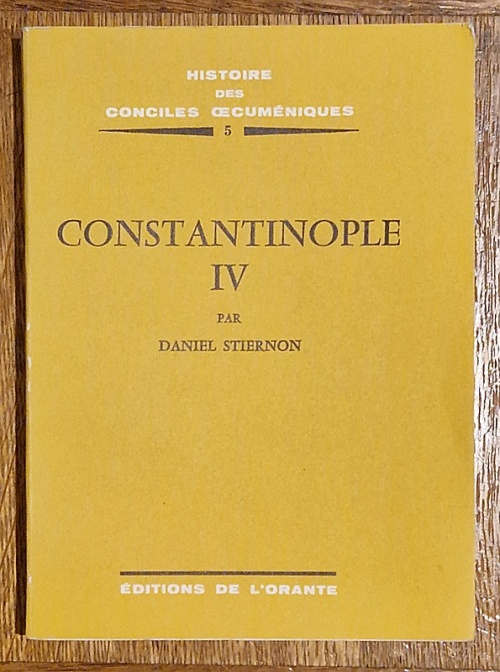 HISTOIRE
DES
CONCILES ŒCUMÉNIQUES
5
CONSTANTINOPLE
IV
PAR
DANIEL STIERNON
ÉDITIONS DE L'ORANTE